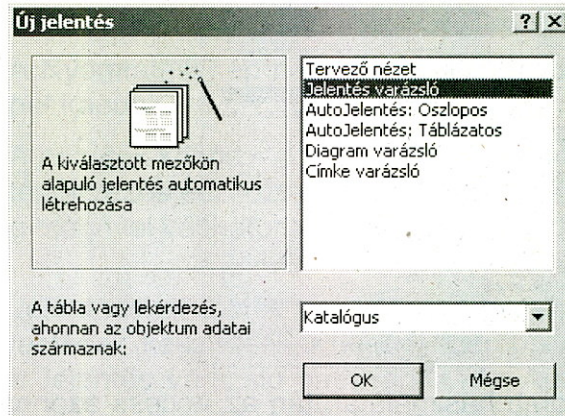 Új jelentés
A kiválasztott mezőkön
alapuló jelentés automatikus
létrehozása
Tervező nézet
Jelentés varázsló
AutoJelentés: Oszlopos
AutoJelentés: Táblázatos
Diagram varázsló
Címke varázsló
A tábla vagy lekérdezés,
ahonnan az objektum adatai
származnak:
Katalógus
OK
Mégse